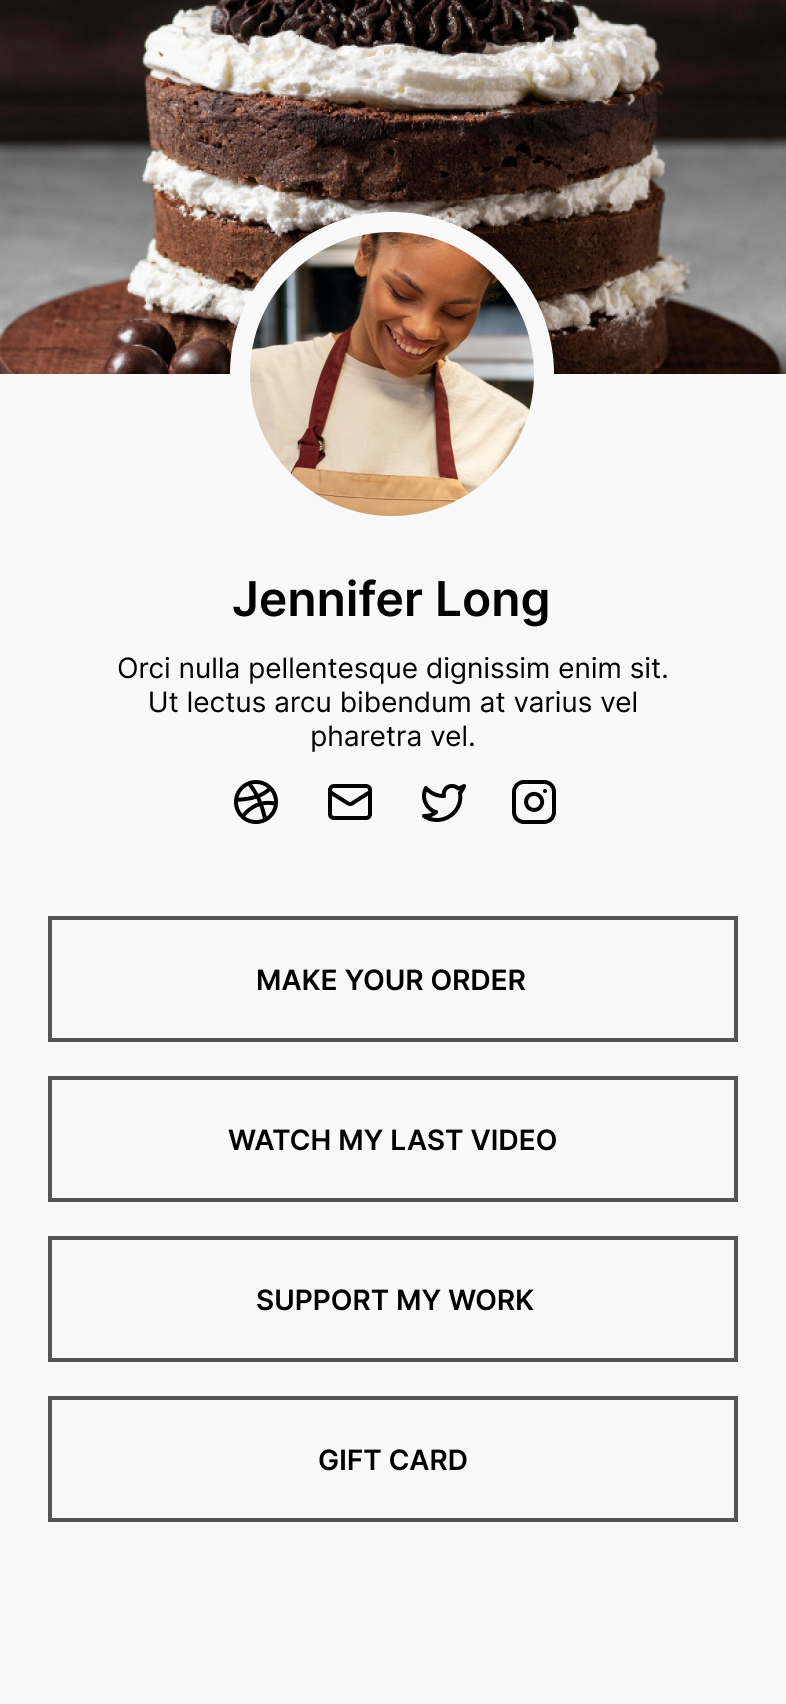 Jennifer Long
Orci nulla pellentesque dignissim enim sit.
Ut lectus arcu bibendum at varius vel
pharetra vel.
MAKE YOUR ORDER
WATCH MY LAST VIDEO
SUPPORT MY WORK
GIFT CARD